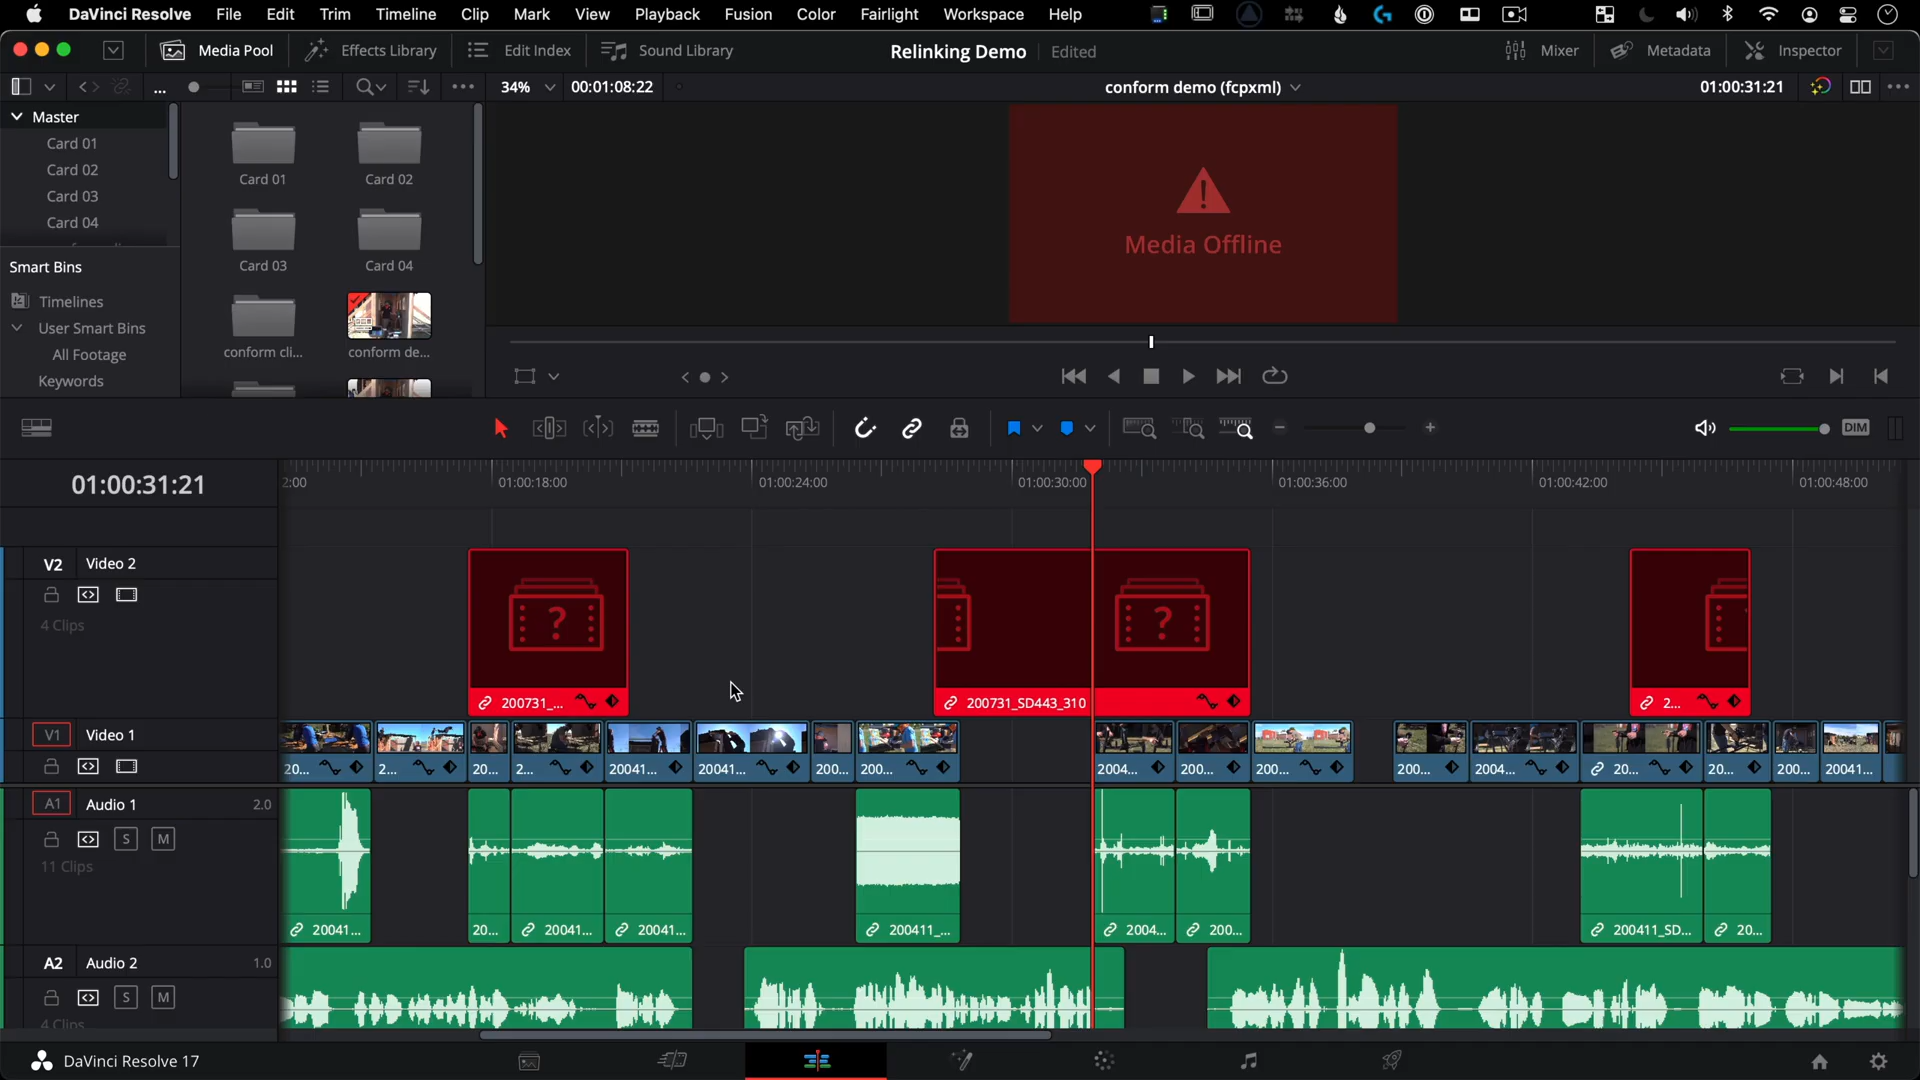 DaVinci Resolve File Edit Trim Timeline Clip Mark View Playback Fusion Color Fairlight Workspace Help
Media Pool Effects Library Edit Index Sound Library Relinking Demo Edited Mixer Metadata Inspector
... 34% 00:01:08:22 conform demo (fcpxml) 01:00:31:21
Master
Card 01
Card 02
Card 03
Card 04
Card 01 Card 02
Card 03 Card 04
conform cli... conform de...
Smart Bins
Timelines
User Smart Bins
All Footage
Keywords
Media Offline
DIM
01:00:31:21
2:00 01:00:18:00 01:00:24:00 01:00:30:00 01:00:36:00 01:00:42:00 01:00:48:00
V2 Video 2
4 Clips
200731_... 200731_SD443_310 2...
V1 Video 1
20... 2... 20... 2... 20041... 20041... 200... 200... 2004... 200... 200... 200... 2004... 20... 20... 200... 20041...
A1 Audio 1 2.0
S M
11 Clips
20041... 20... 20041... 20041... 200411_... 2004... 200... 200411_SD... 20...
A2 Audio 2 1.0
S M
4 Clips
DaVinci Resolve 17